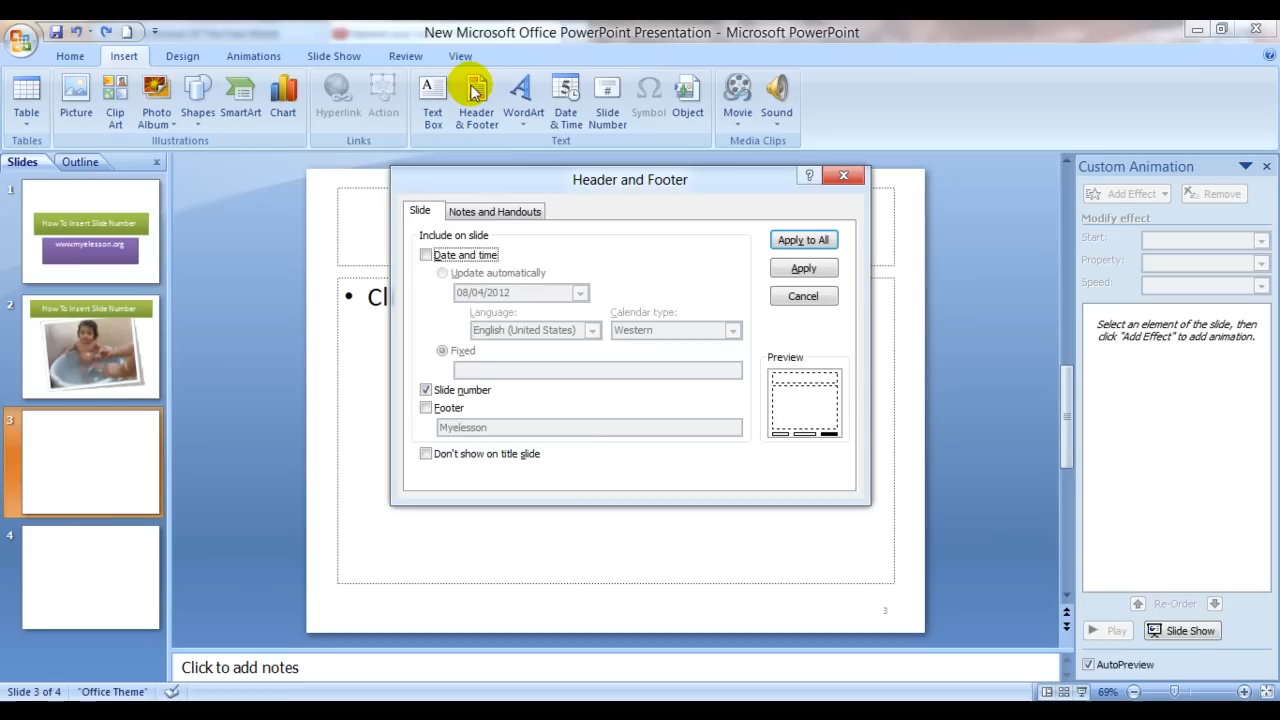 New Microsoft Office PowerPoint Presentation - Microsoft PowerPoint
Home Insert Design Animations Slide Show Review View
Table
Picture
Clip
Art
Photo
Album
Shapes
SmartArt
Chart
Hyperlink
Action
A
Text
Box
Header
& Footer
WordArt
5
Date
& Time
#
Slide
Number
Ω
Symbol
Object
Movie
Sound
Tables Illustrations Links Text Media Clips
Slides Outline
1
How To Insert Slide Number
www.myelesson.org
2
How To Insert Slide Number
3
4
• Cl
3
Header and Footer
?
Slide Notes and Handouts
Include on slide
Date and time
Update automatically
08/04/2012
Language: Calendar type:
English (United States) Western
Fixed
Slide number
Footer
Myelesson
Don't show on title slide
Apply to All
Apply
Cancel
Preview
Custom Animation
Add Effect Remove
Modify effect
Start:
Property:
Speed:
Select an element of the slide, then
click "Add Effect" to add animation.
Re-Order
Play Slide Show
AutoPreview
Click to add notes
Slide 3 of 4 "Office Theme" 69%